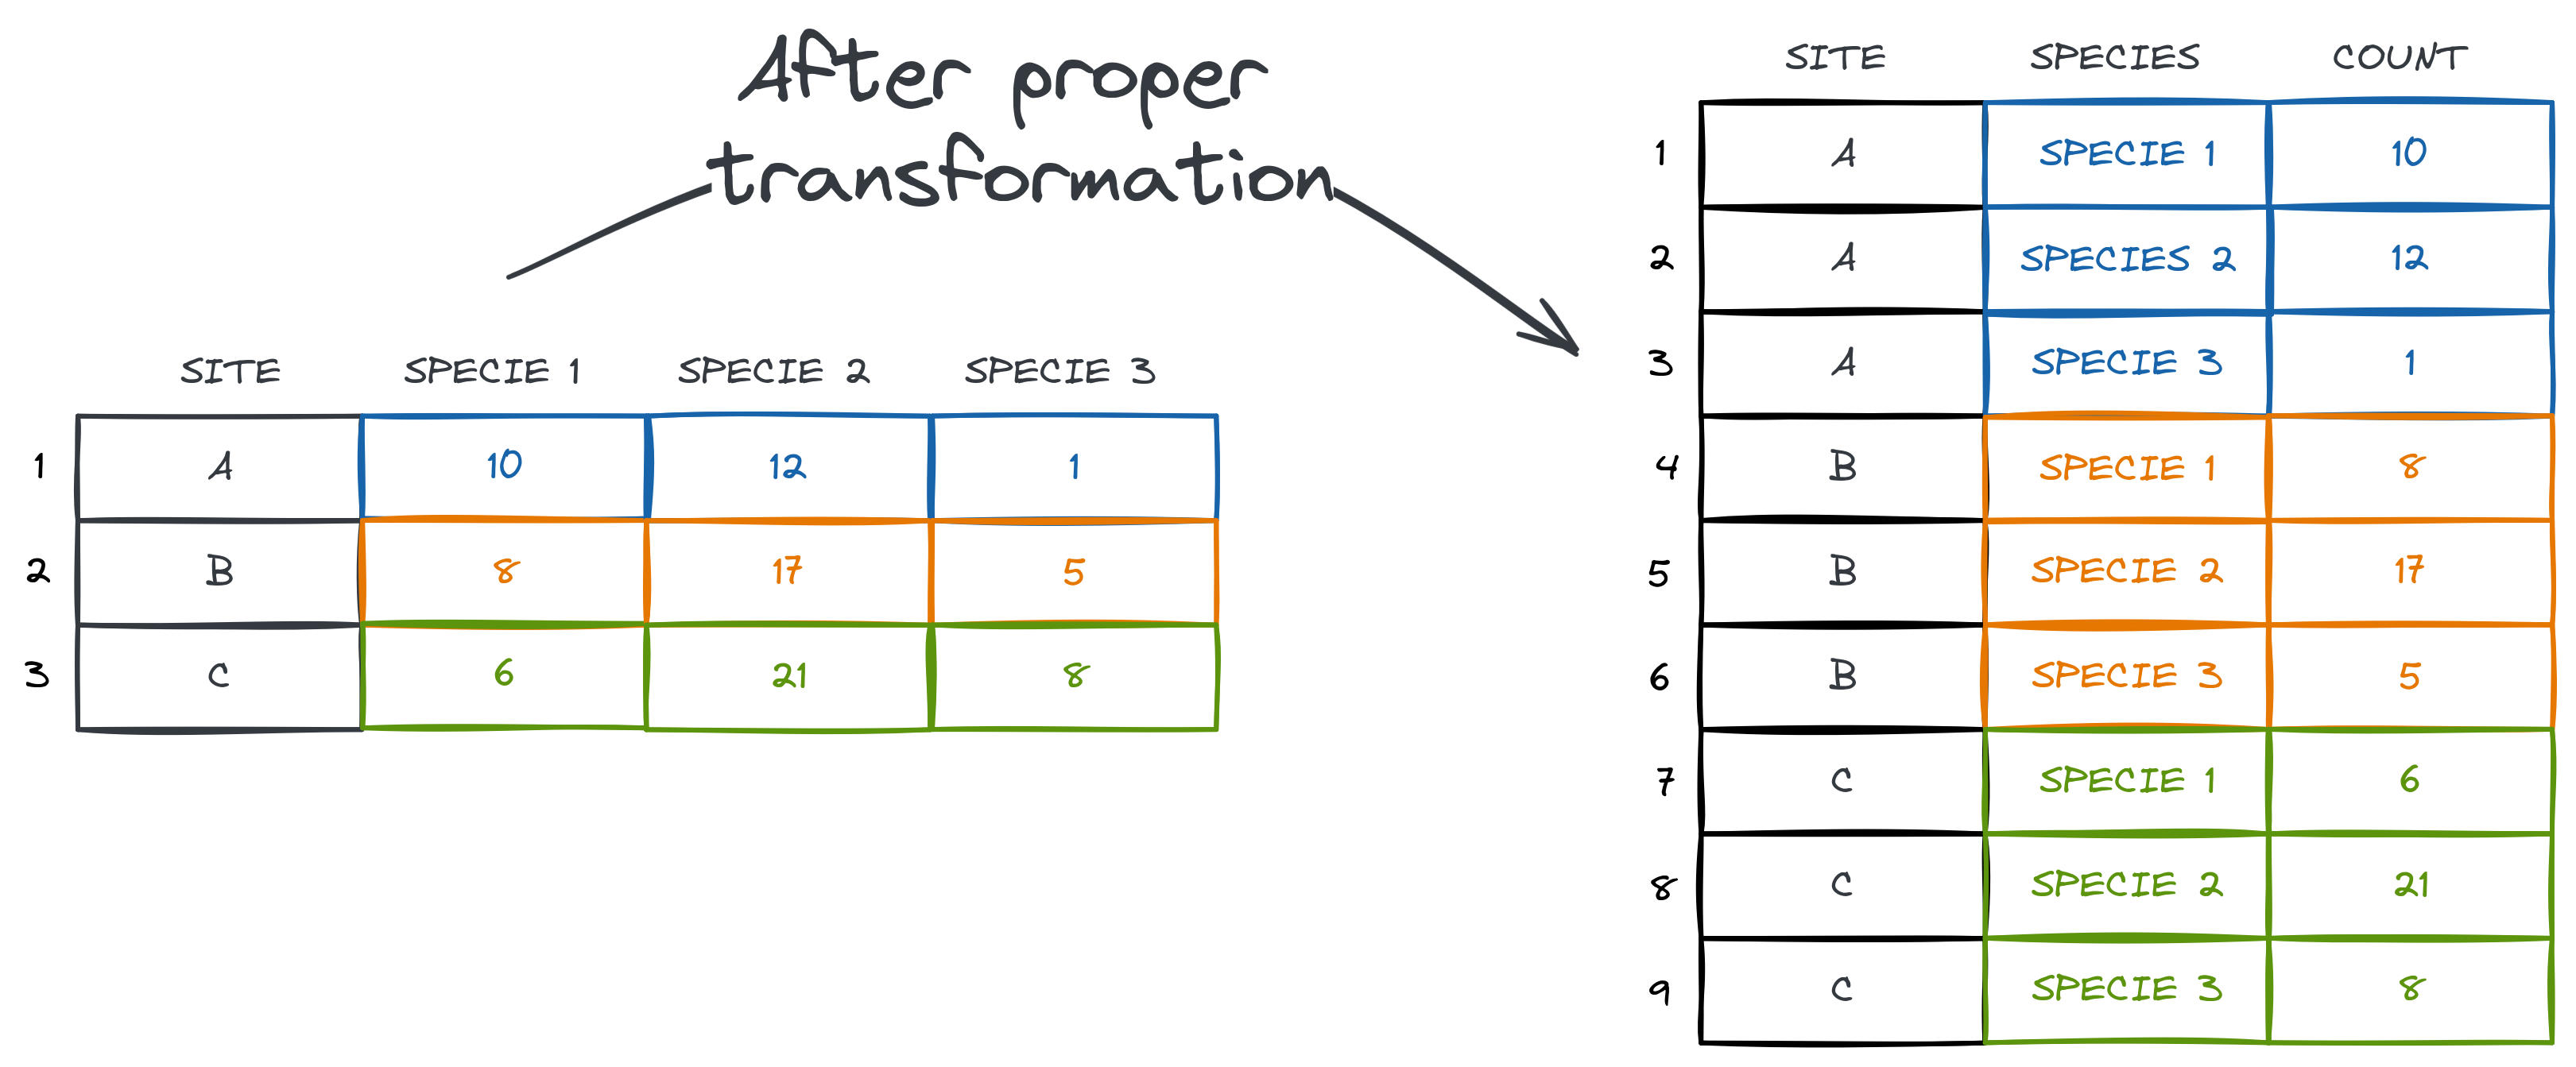 After proper
transformation
SITE SPECIE 1 SPECIE 2 SPECIE 3
1 A 10 12 1
2 B 8 17 5
3 C 6 21 8
SITE SPECIES COUNT
1 A SPECIE 1 10
2 A SPECIES 2 12
3 A SPECIE 3 1
4 B SPECIE 1 8
5 B SPECIE 2 17
6 B SPECIE 3 5
7 C SPECIE 1 6
8 C SPECIE 2 21
9 C SPECIE 3 8